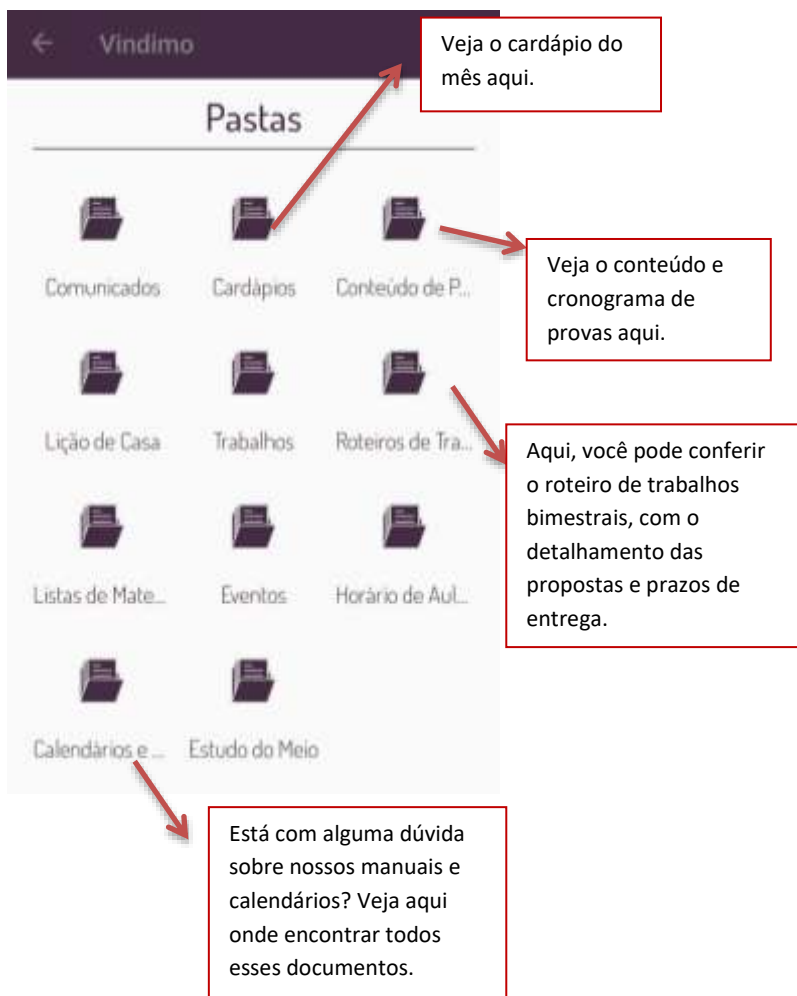 Vindimo
Veja o cardápio do
mês aqui.
Pastas
Comunicados
Cardápios
Conteúdo de P...
Veja o conteúdo e
cronograma de
provas aqui.
Lição de Casa
Trabalhos
Roteiros de Tra...
Aqui, você pode conferir
o roteiro de trabalhos
bimestrais, com o
detalhamento das
propostas e prazos de
entrega.
Listas de Mate...
Eventos
Horário de Aul...
Calendários e ...
Estudo do Meio
Está com alguma dúvida
sobre nossos manuais e
calendários? Veja aqui
onde encontrar todos
esses documentos.